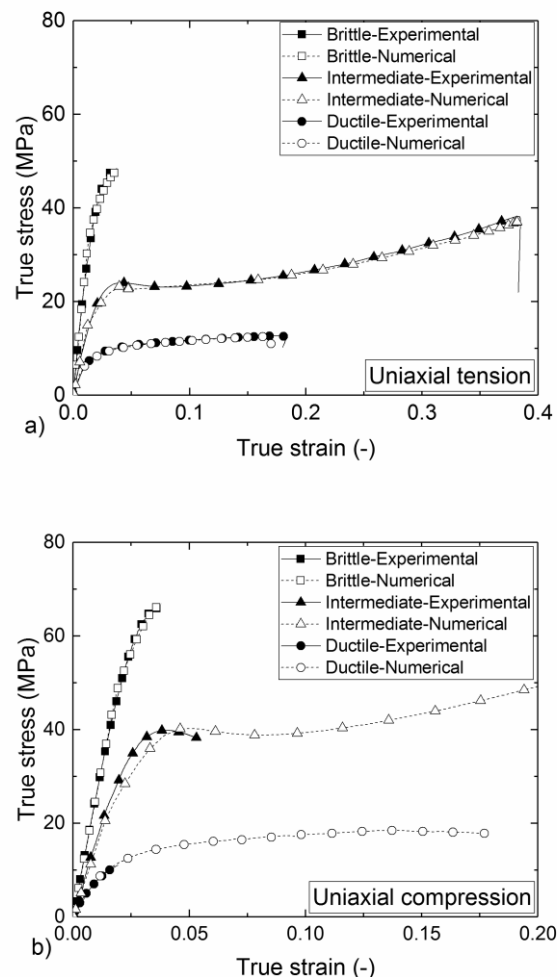 80
60
40
20
0
True stress (MPa)
Brittle-Experimental
Brittle-Numerical
Intermediate-Experimental
Intermediate-Numerical
Ductile-Experimental
Ductile-Numerical
Uniaxial tension
0.0 0.1 0.2 0.3 0.4
a)
True strain (-)
80
60
40
20
0
True stress (MPa)
Brittle-Experimental
Brittle-Numerical
Intermediate-Experimental
Intermediate-Numerical
Ductile-Experimental
Ductile-Numerical
Uniaxial compression
0.00 0.05 0.10 0.15 0.20
b)
True strain (-)